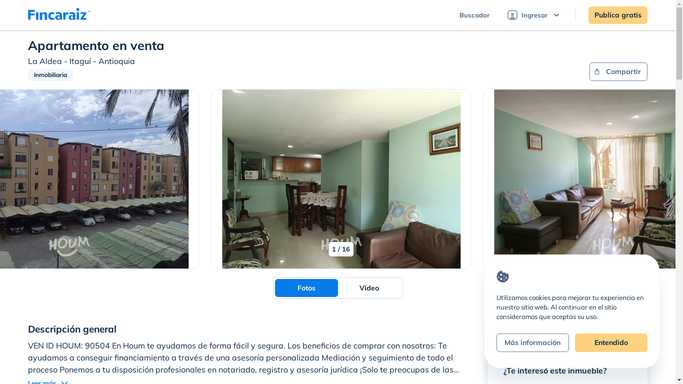 Fincaraiz
Buscador
Ingresar
Publica gratis
Apartamento en venta
La Aldea - Itaguí - Antioquia
Inmobiliaria
Compartir
HOUM
HOUM
HOUM
1 / 16
Fotos
Video
Utilizamos cookies para mejorar tu experiencia en
nuestro sitio web. Al continuar en el sitio
consideramos que aceptas su uso.
Más información
Entendido
Descripción general
VEN ID HOUM: 90504 En Houm te ayudamos de forma fácil y segura. Los beneficios de comprar con nosotros: Te
ayudamos a conseguir financiamiento a través de una asesoría personalizada Mediación y seguimiento de todo el
proceso Ponemos a tu disposición profesionales en notariado, registro y asesoría jurídica ¡Solo te preocupas de las...
Leer más
¿Te interesó este inmueble?